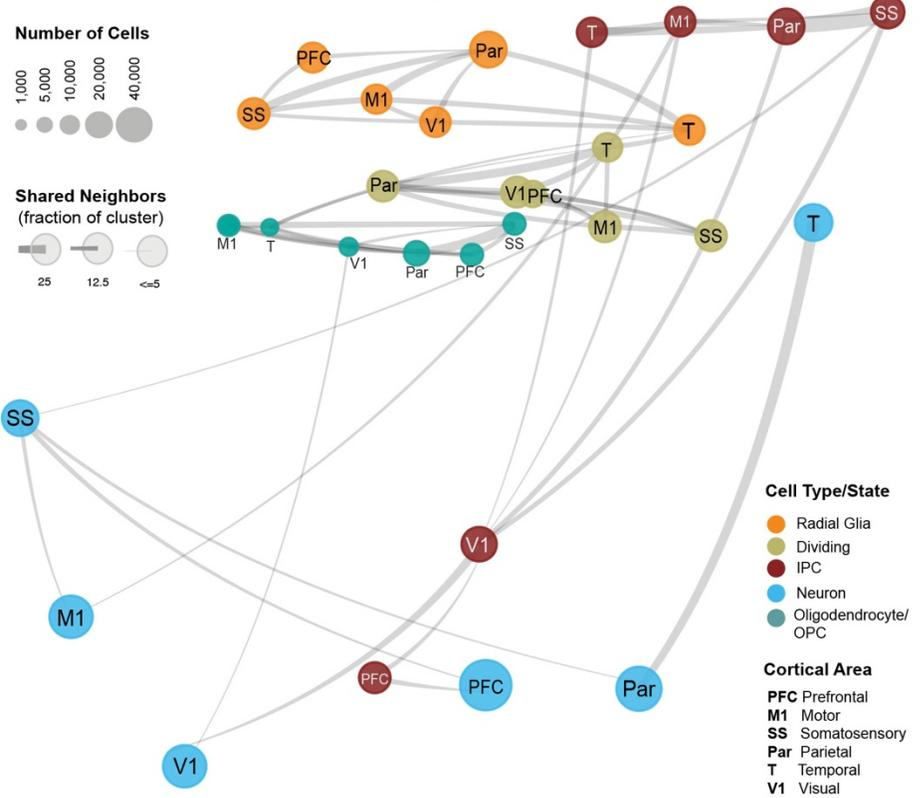 Number of Cells
1,000
5,000
10,000
20,000
40,000
Shared Neighbors
(fraction of cluster)
25 12.5 <=5
SS
M1
Par
T
PFC
Par
M1
SS
V1
T
T
Par
V1 PFC
M1
SS
T
M1
T
V1
Par
PFC
SS
SS
V1
M1
PFC
PFC
Par
V1
Cell Type/State
Radial Glia
Dividing
IPC
Neuron
Oligodendrocyte/
OPC
Cortical Area
PFC Prefrontal
M1 Motor
SS Somatosensory
Par Parietal
T Temporal
V1 Visual